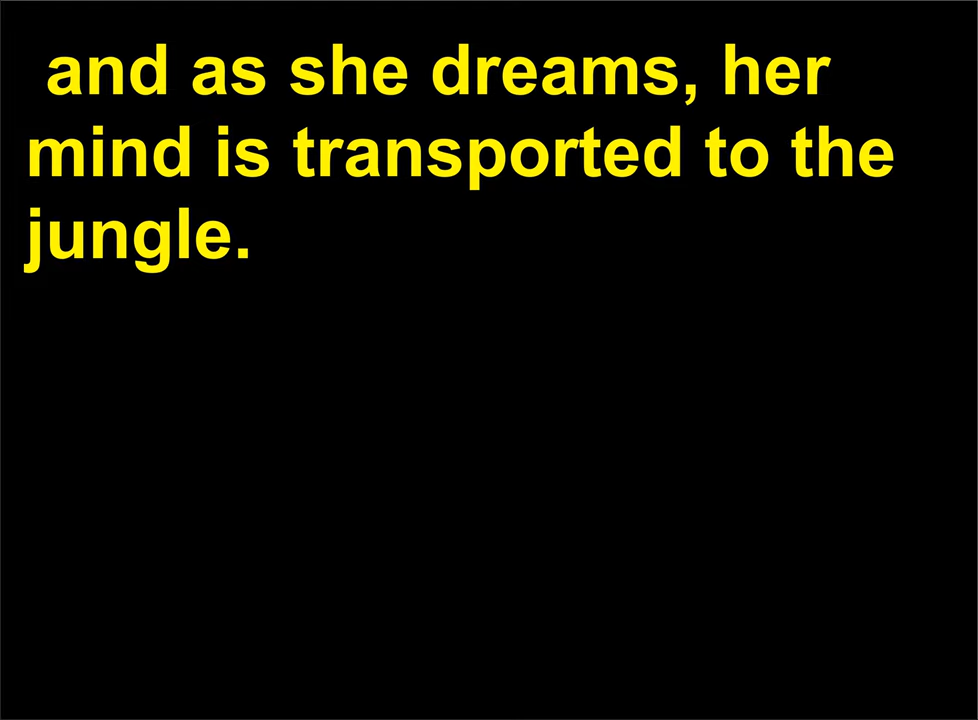 and as she dreams, her
mind is transported to the
jungle.